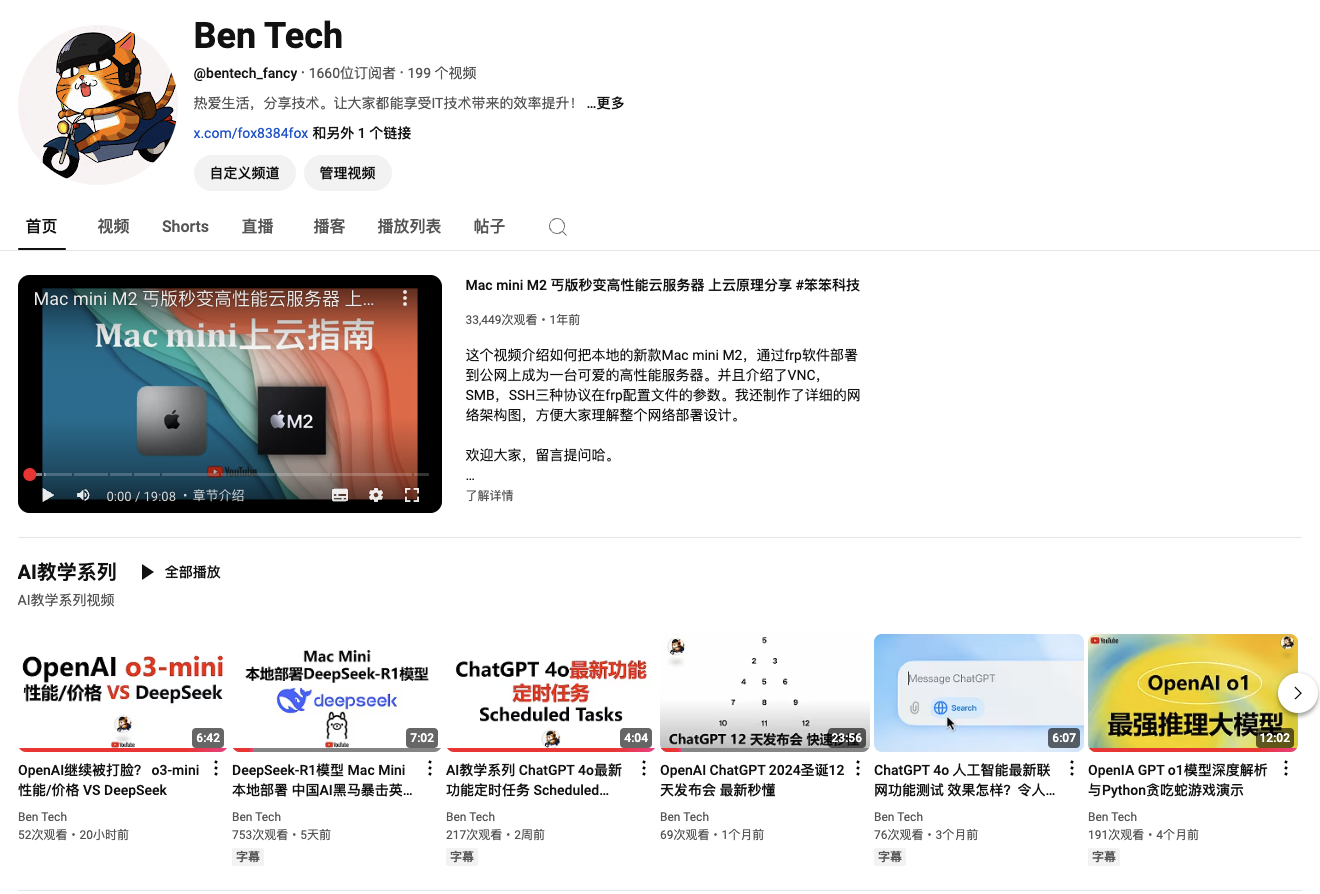 Ben Tech
@bentech_fancy · 1660位订阅者 · 199 个视频
热爱生活，分享技术。让大家都能享受IT技术带来的效率提升！ ...更多
x.com/fox8384fox 和另外 1 个链接
自定义频道 管理视频
首页 视频 Shorts 直播 播客 播放列表 帖子
Mac mini M2 丐版秒变高性能云服务器 上...
Mac mini上云指南
M2
YouTube
0:00 / 19:08 · 章节介绍
Mac mini M2 丐版秒变高性能云服务器 上云原理分享 #笨笨科技
33,449次观看 · 1年前
这个视频介绍如何把本地的新款Mac mini M2，通过frp软件部署
到公网上成为一台可爱的高性能服务器。并且介绍了VNC，
SMB，SSH三种协议在frp配置文件的参数。我还制作了详细的网
络架构图，方便大家理解整个网络部署设计。
欢迎大家，留言提问哈。
...
了解详情
AI教学系列 全部播放
AI教学系列视频
OpenAI o3-mini
性能/价格 VS DeepSeek
YouTube
6:42
OpenAI继续被打脸？ o3-mini
性能/价格 VS DeepSeek
Ben Tech
52次观看 · 20小时前
Mac Mini
本地部署DeepSeek-R1模型
deepseek
YouTube
7:02
DeepSeek-R1模型 Mac Mini
本地部署 中国AI黑马暴击英...
Ben Tech
753次观看 · 5天前
字幕
ChatGPT 4o最新功能
定时任务
Scheduled Tasks
YouTube
4:04
AI教学系列 ChatGPT 4o最新
功能定时任务 Scheduled...
Ben Tech
217次观看 · 2周前
字幕
5
2 3
4 5 6
7 8 9
10 11 12
ChatGPT 12 天发布会 快速秒懂
23:56
OpenAI ChatGPT 2024圣诞12
天发布会 最新秒懂
Ben Tech
69次观看 · 1个月前
Message ChatGPT
Search
6:07
ChatGPT 4o 人工智能最新联
网功能测试 效果怎样？令人...
Ben Tech
76次观看 · 3个月前
字幕
YouTube
OpenAI o1
最强推理大模型
12:02
OpenIA GPT o1模型深度解析
与Python贪吃蛇游戏演示
Ben Tech
191次观看 · 4个月前
字幕